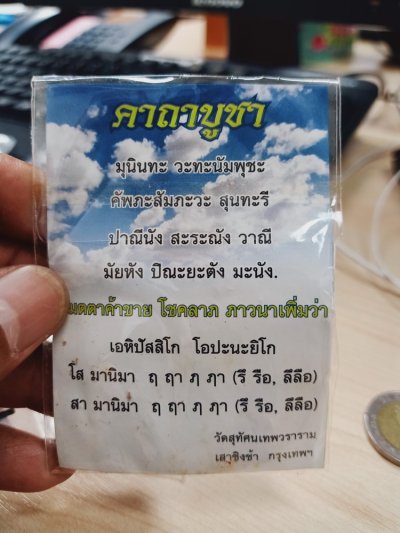 คาถาบูชา
มุนินทะ วะทะนัมพุชะ
คัพภะสัมภะวะ สุนทะรี
ปาณีนัง สะระณัง วาณี
มัยหัง ปิณะยะตัง มะนัง.
เมตตาค้าขาย โชคลาภ ภาวนาเพิ่มว่า
เอหิปัสสิโก โอปะนะยิโก
โส มานิมา ฤ ฤา ฦ ฦา (รึ รือ, ลึลือ)
สา มานิมา ฤ ฤา ฦ ฦา (รึ รือ, ลึลือ)
วัดสุทัศนเทพวราราม
เสาชิงช้า กรุงเทพฯ